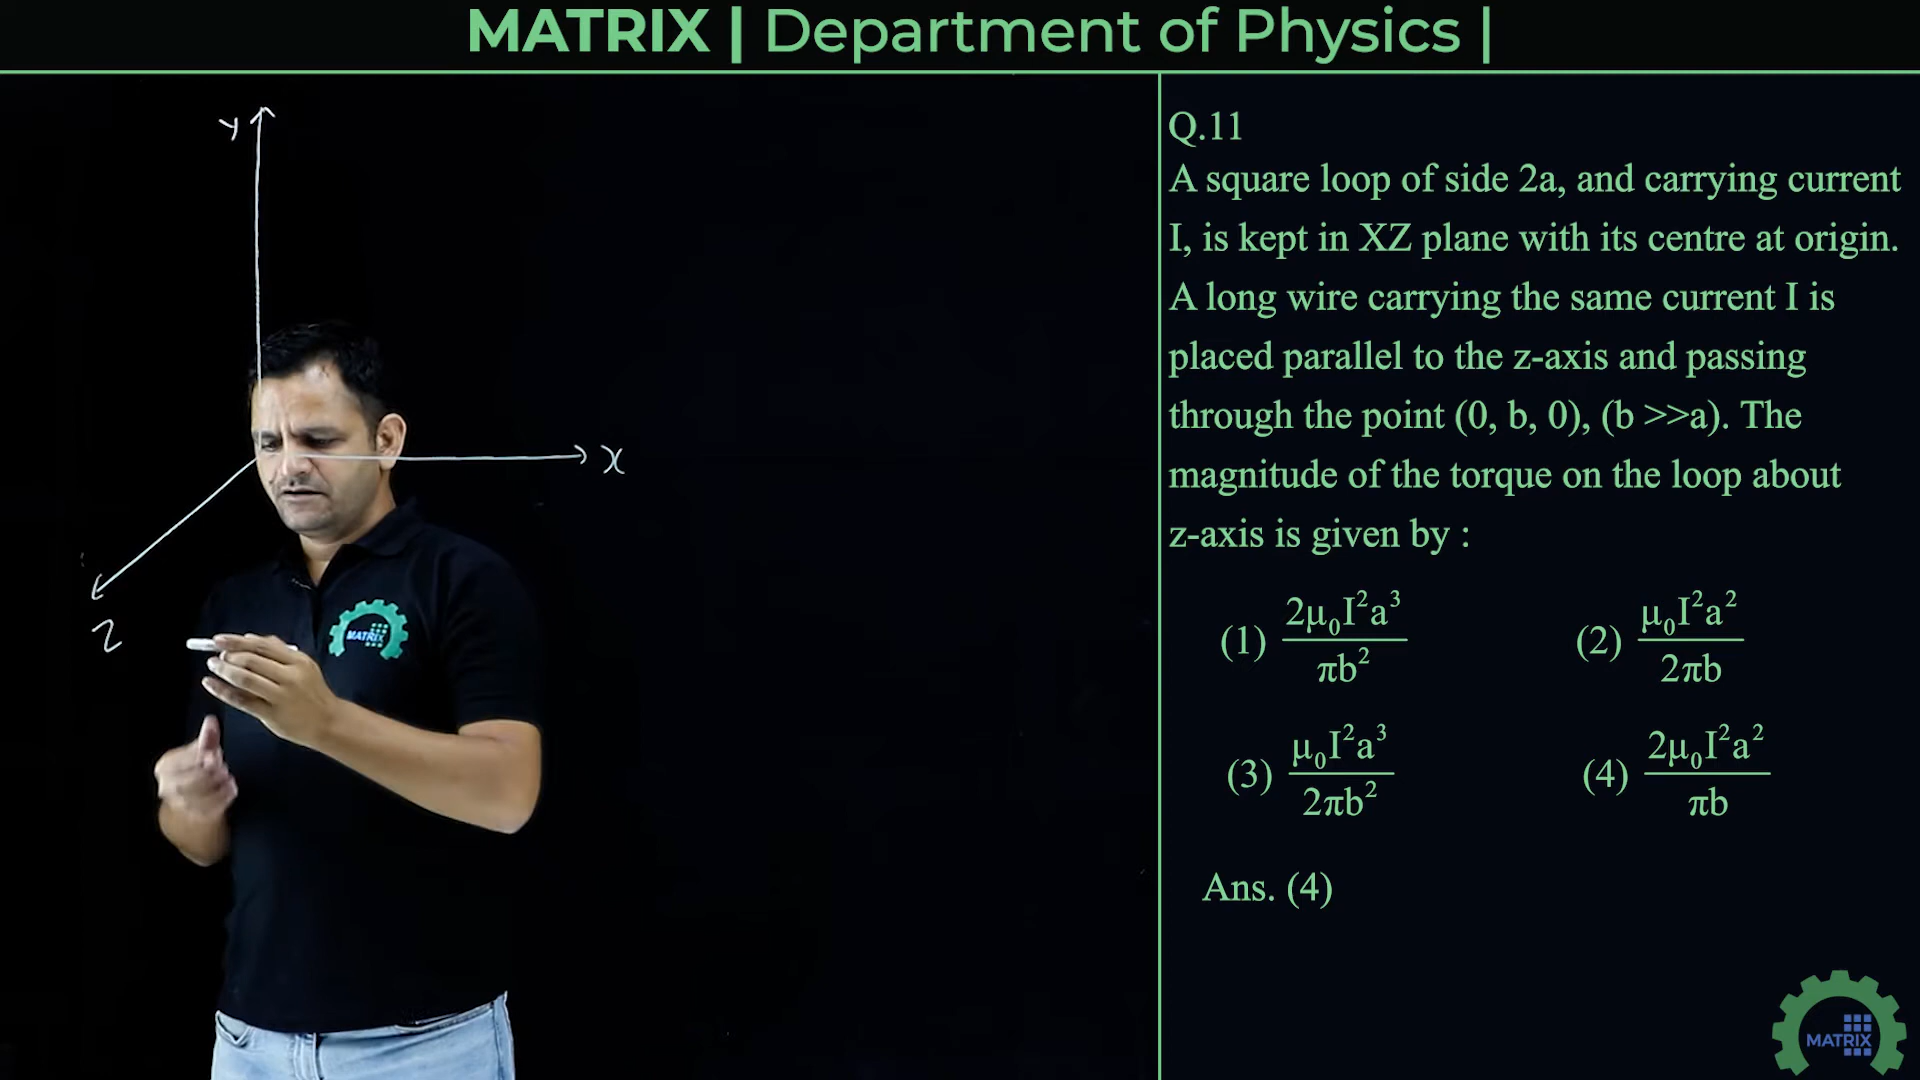 MATRIX | Department of Physics |
Y
X
Z
MATRIX
Q.11
A square loop of side 2a, and carrying current
I, is kept in XZ plane with its centre at origin.
A long wire carrying the same current I is
placed parallel to the z-axis and passing
through the point (0, b, 0), (b >>a). The
magnitude of the torque on the loop about
z-axis is given by :
(1) 2μ₀I²a³/πb² (2) μ₀I²a²/2πb
(3) μ₀I²a³/2πb² (4) 2μ₀I²a²/πb
Ans. (4)
MATRIX